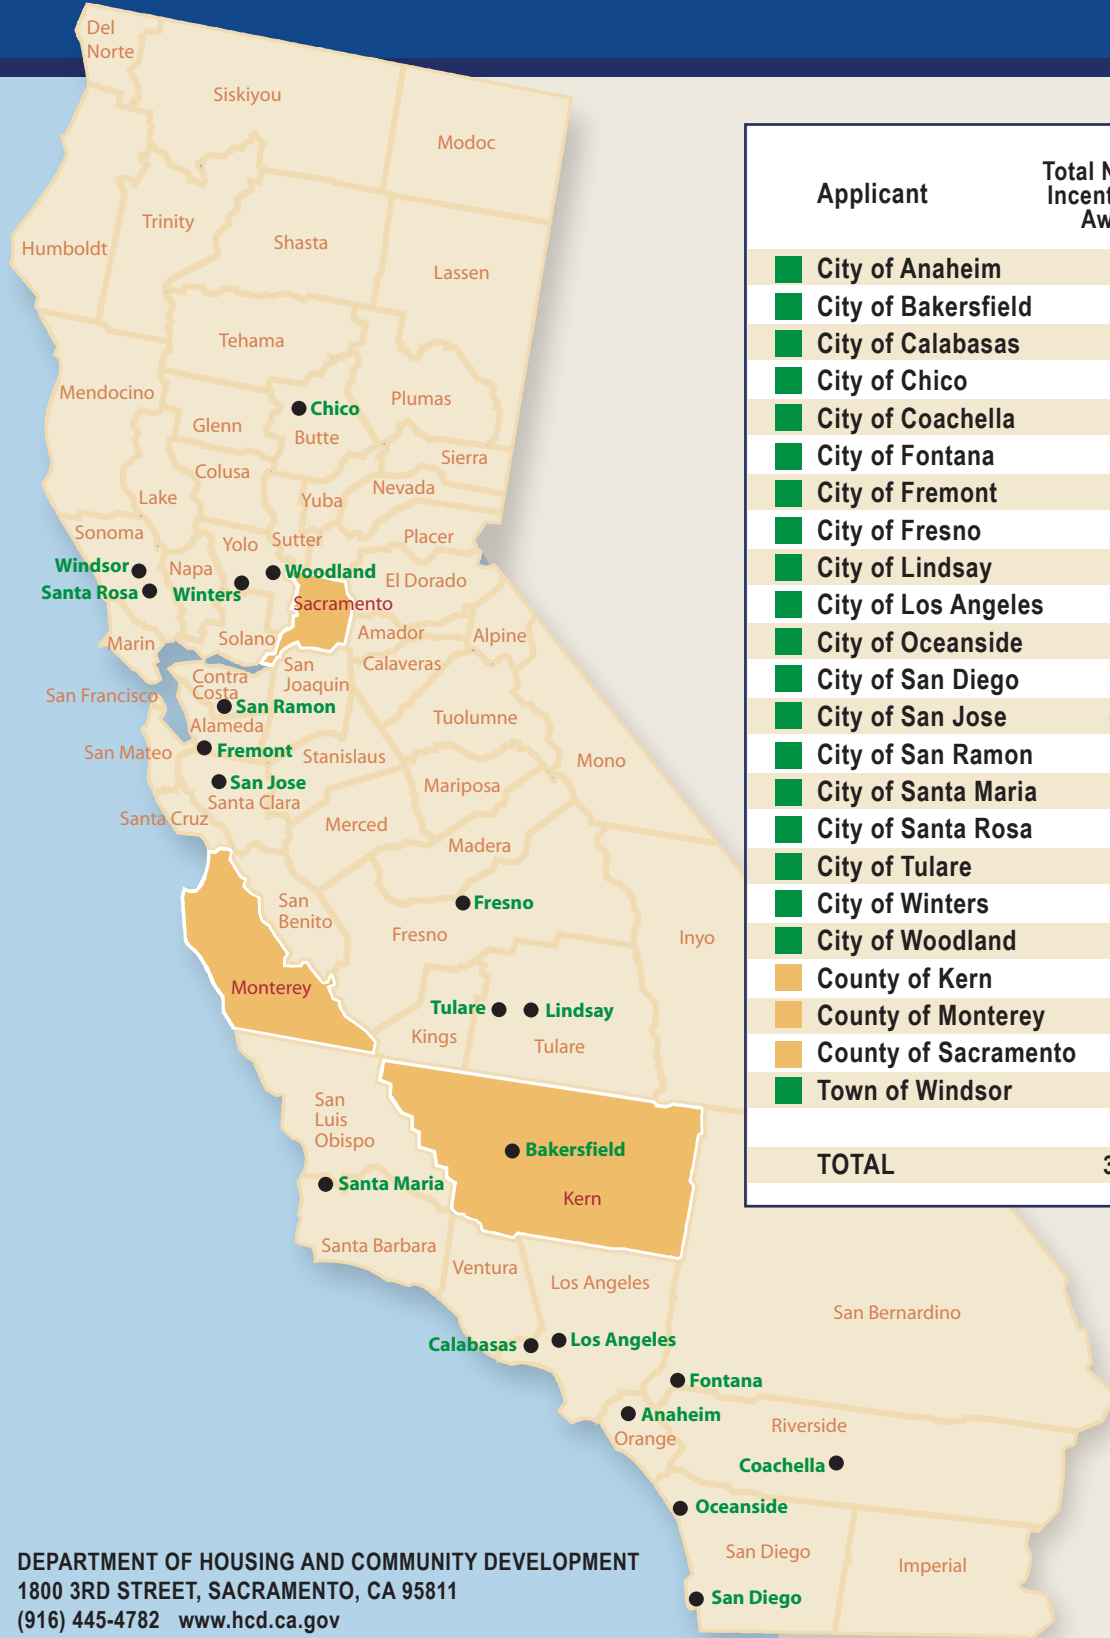 Del
Norte
Siskiyou
Modoc
Trinity
Humboldt
Shasta
Lassen
Tehama
Mendocino
Plumas
Chico
Glenn
Butte
Sierra
Colusa
Nevada
Lake
Yuba
Sonoma
Yolo
Sutter
Placer
Windsor
Napa
Woodland
El Dorado
Santa Rosa
Winters
Sacramento
Marin
Solano
Amador
Alpine
Calaveras
San
Joaquin
Contra
Costa
San Francisco
San Ramon
Alameda
Tuolumne
San Mateo
Fremont
Stanislaus
Mono
San Jose
Mariposa
Santa Clara
Santa Cruz
Merced
Madera
San
Benito
Fresno
Fresno
Inyo
Monterey
Tulare
Lindsay
Kings
Tulare
San
Luis
Obispo
Bakersfield
Santa Maria
Kern
Santa Barbara
Ventura
Los Angeles
San Bernardino
Calabasas
Los Angeles
Fontana
Anaheim
Orange
Riverside
Coachella
Oceanside
San Diego
Imperial
San Diego
Applicant
Total
Incent
Aw
City of Anaheim
City of Bakersfield
City of Calabasas
City of Chico
City of Coachella
City of Fontana
City of Fremont
City of Fresno
City of Lindsay
City of Los Angeles
City of Oceanside
City of San Diego
City of San Jose
City of San Ramon
City of Santa Maria
City of Santa Rosa
City of Tulare
City of Winters
City of Woodland
County of Kern
County of Monterey
County of Sacramento
Town of Windsor
TOTAL
DEPARTMENT OF HOUSING AND COMMUNITY DEVELOPMENT
1800 3RD STREET, SACRAMENTO, CA 95811
(916) 445-4782 www.hcd.ca.gov